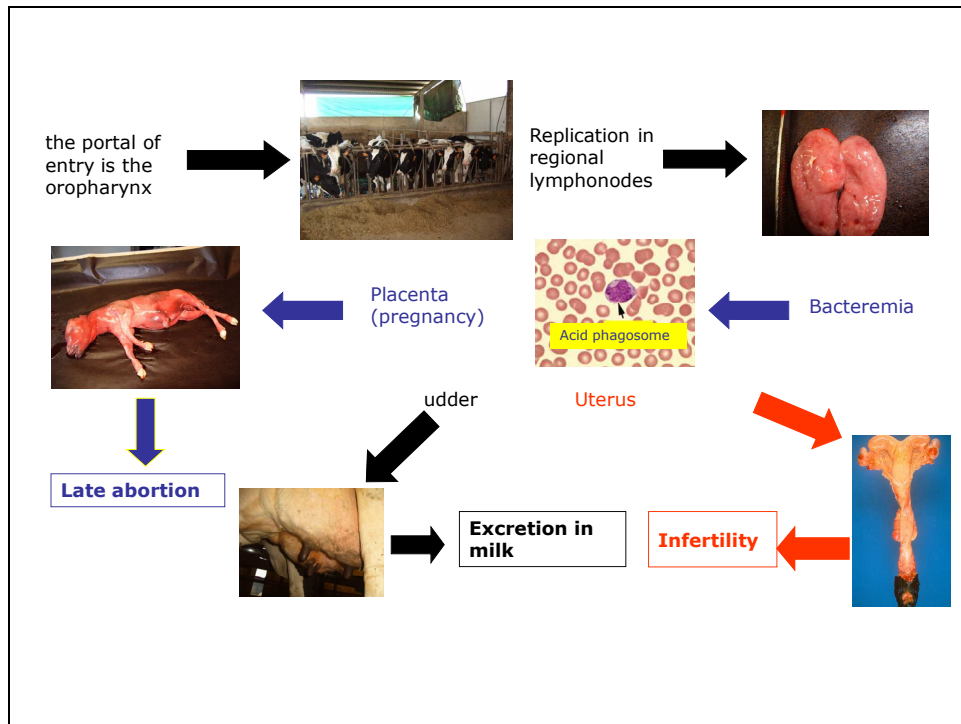 the portal of
entry is the
oropharynx
Replication in
regional
lymphonodes
Placenta
(pregnancy)
Acid phagosome
Bacteremia
udder
Uterus
Late abortion
Excretion in
milk
Infertility